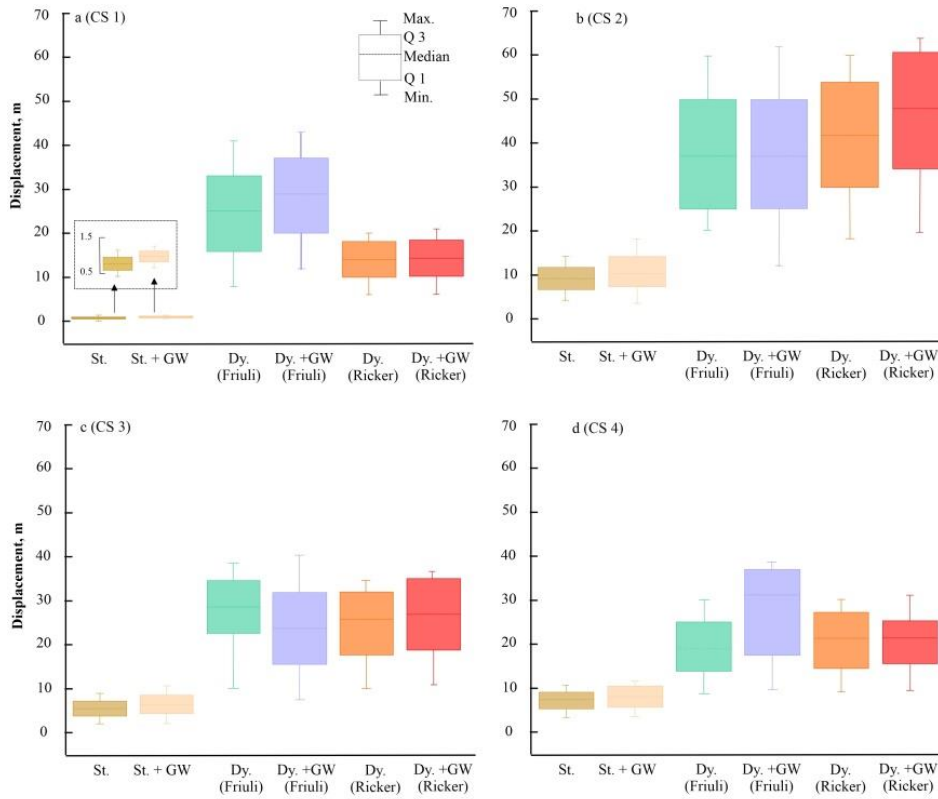 a (CS 1)
Max.
Q 3
Median
Q 1
Min.
Displacement, m
70
60
50
40
30
20
10
0
1.5
0.5
St.
St. + GW
Dy.
(Friuli)
Dy. +GW
(Friuli)
Dy.
(Ricker)
Dy. +GW
(Ricker)
b (CS 2)
70
60
50
40
30
20
10
0
St.
St. + GW
Dy.
(Friuli)
Dy. +GW
(Friuli)
Dy.
(Ricker)
Dy. +GW
(Ricker)
c (CS 3)
Displacement, m
70
60
50
40
30
20
10
0
St.
St. + GW
Dy.
(Friuli)
Dy. +GW
(Friuli)
Dy.
(Ricker)
Dy. +GW
(Ricker)
d (CS 4)
70
60
50
40
30
20
10
0
St.
St. + GW
Dy.
(Friuli)
Dy. +GW
(Friuli)
Dy.
(Ricker)
Dy. +GW
(Ricker)